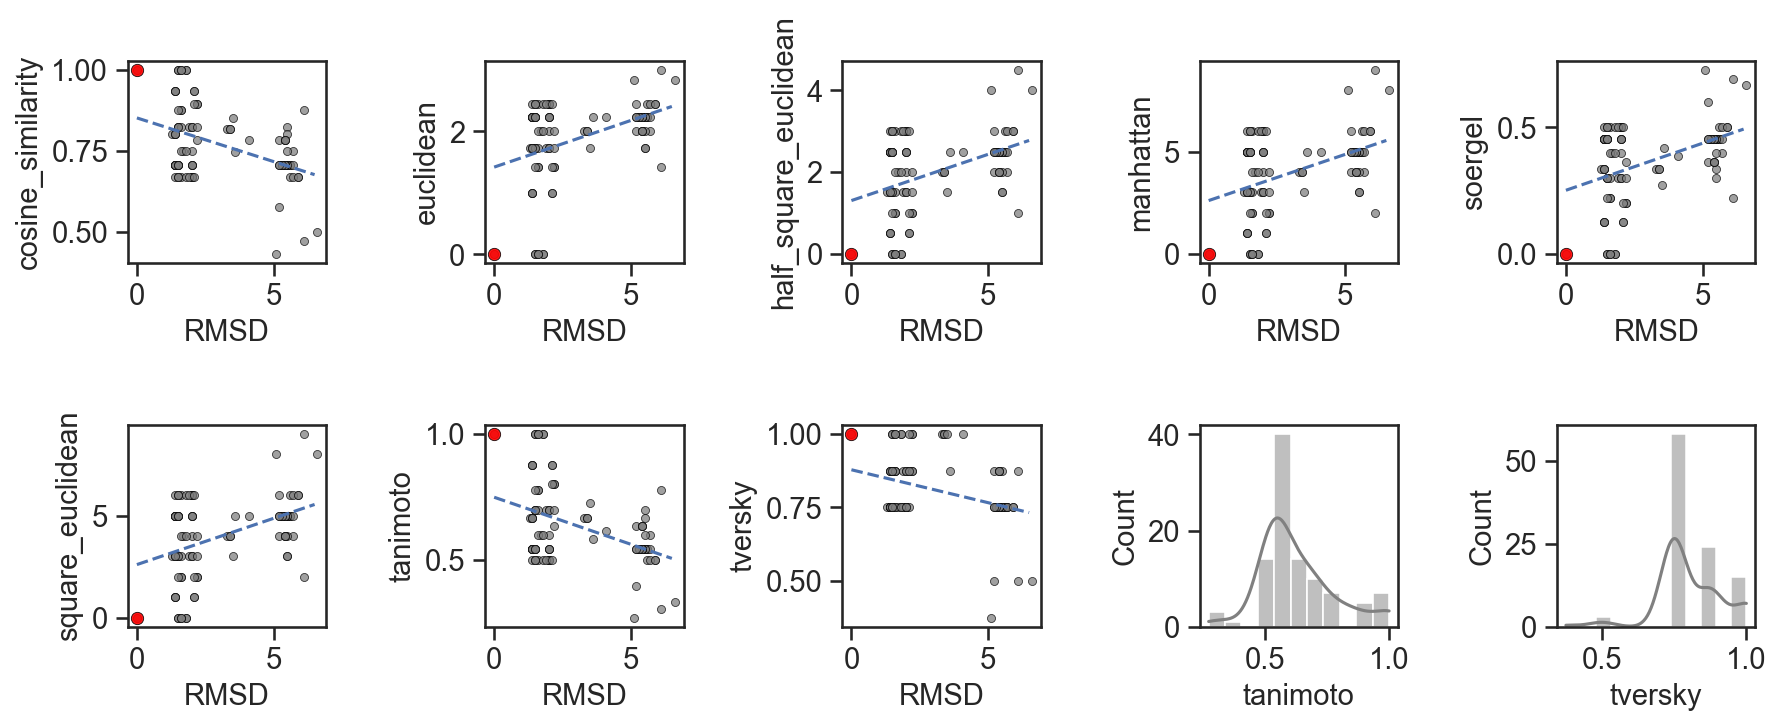 cosine_similarity
1.00
0.75
0.50
0 5
RMSD
euclidean
2
0
0 5
RMSD
half_square_euclidean
4
2
0
0 5
RMSD
manhattan
5
0
0 5
RMSD
soergel
0.5
0.0
0 5
RMSD
square_euclidean
5
0
0 5
RMSD
tanimoto
1.0
0.5
0 5
RMSD
tversky
1.00
0.75
0.50
0 5
RMSD
Count
40
20
0
0.5 1.0
tanimoto
Count
50
25
0
0.5 1.0
tversky